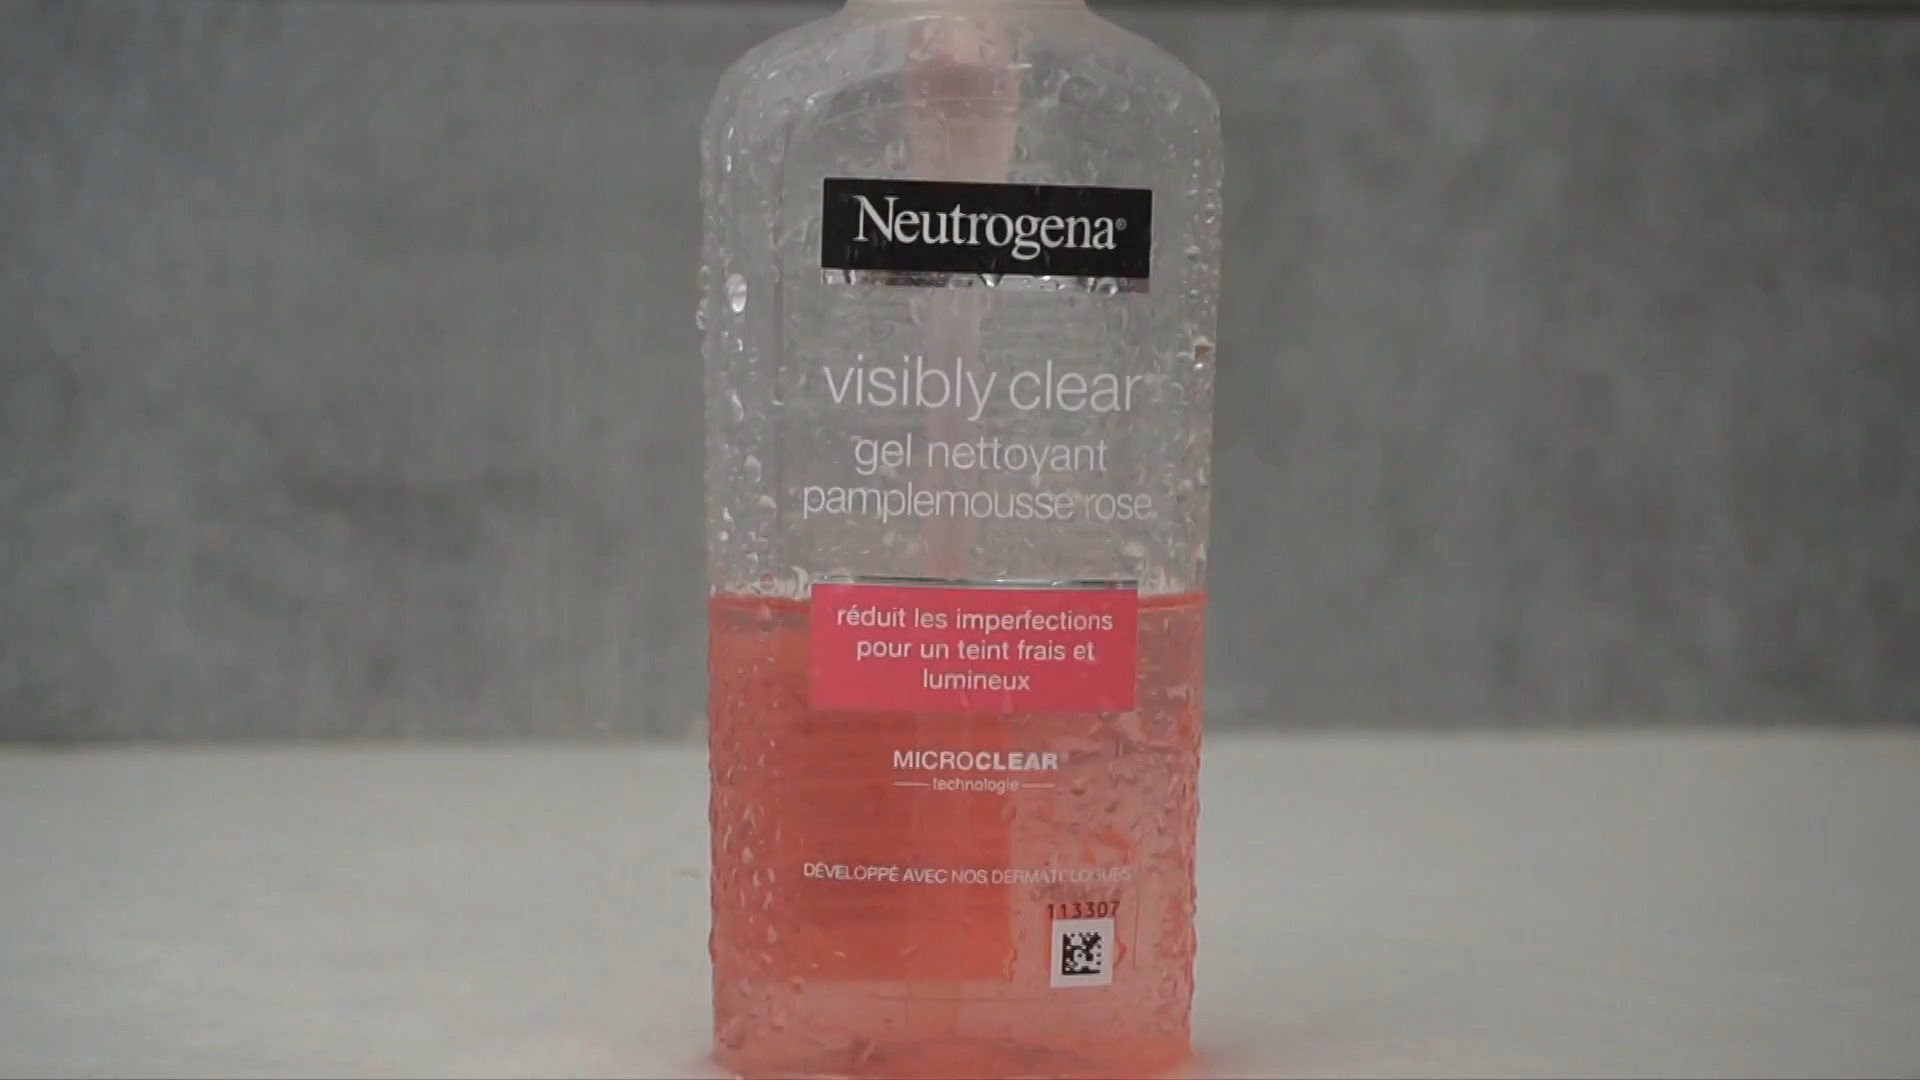 Neutrogena®
visibly clear
gel nettoyant
pamplemousse rose
réduit les imperfections
pour un teint frais et
lumineux
MICROCLEAR®
technologie
DÉVELOPPÉ AVEC NOS DERMATOLOGUES
113307